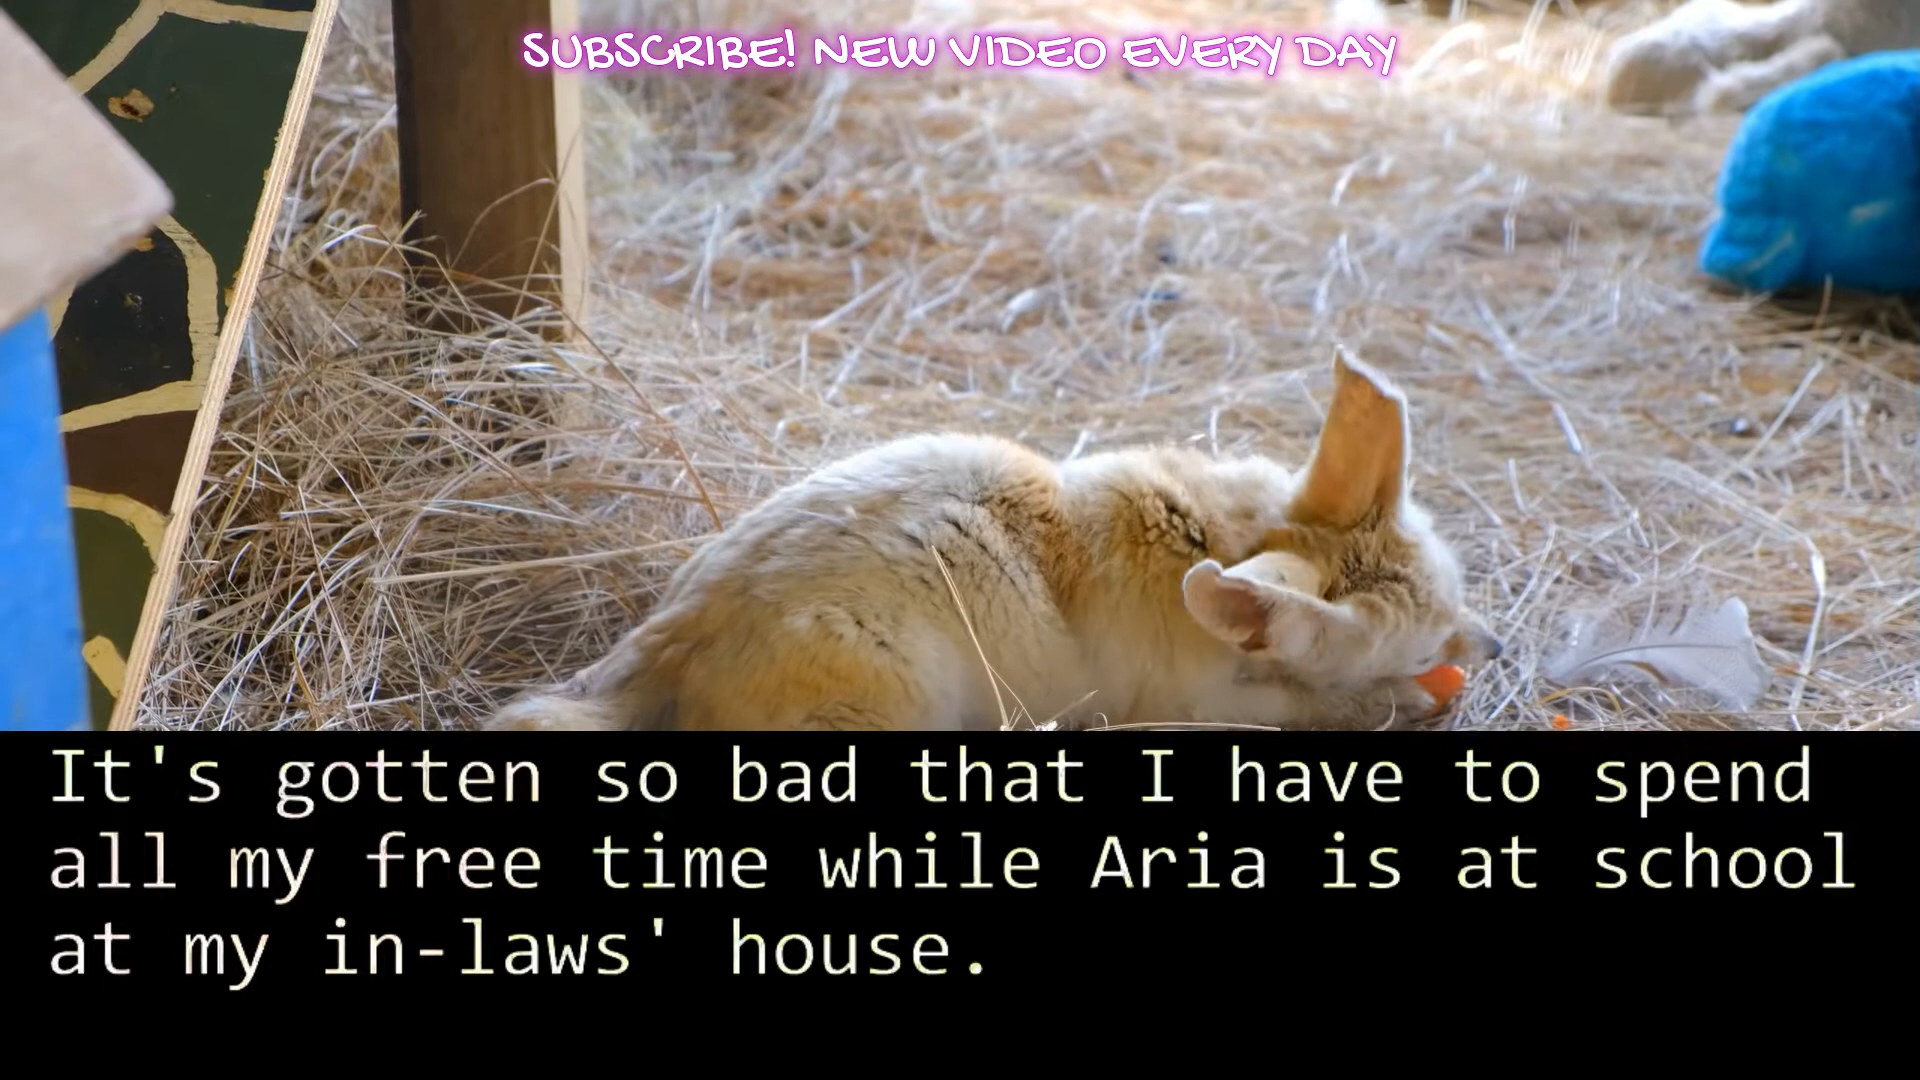 SUBSCRIBE! NEW VIDEO EVERY DAY
It's gotten so bad that I have to spend
all my free time while Aria is at school
at my in-laws' house.